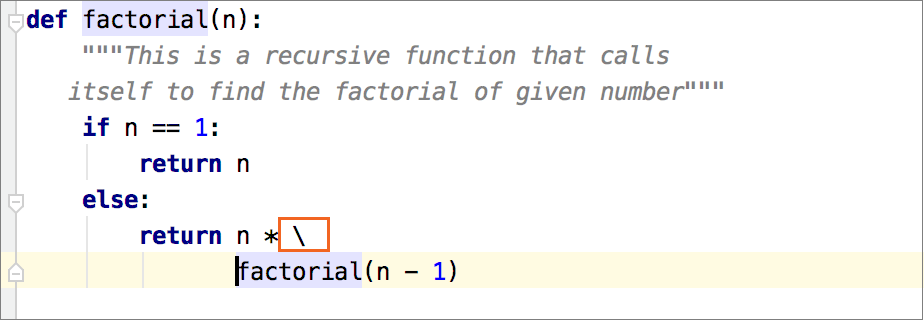 def factorial(n):
    """This is a recursive function that calls
   itself to find the factorial of given number"""
    if n == 1:
        return n
    else:
        return n * \
               factorial(n - 1)